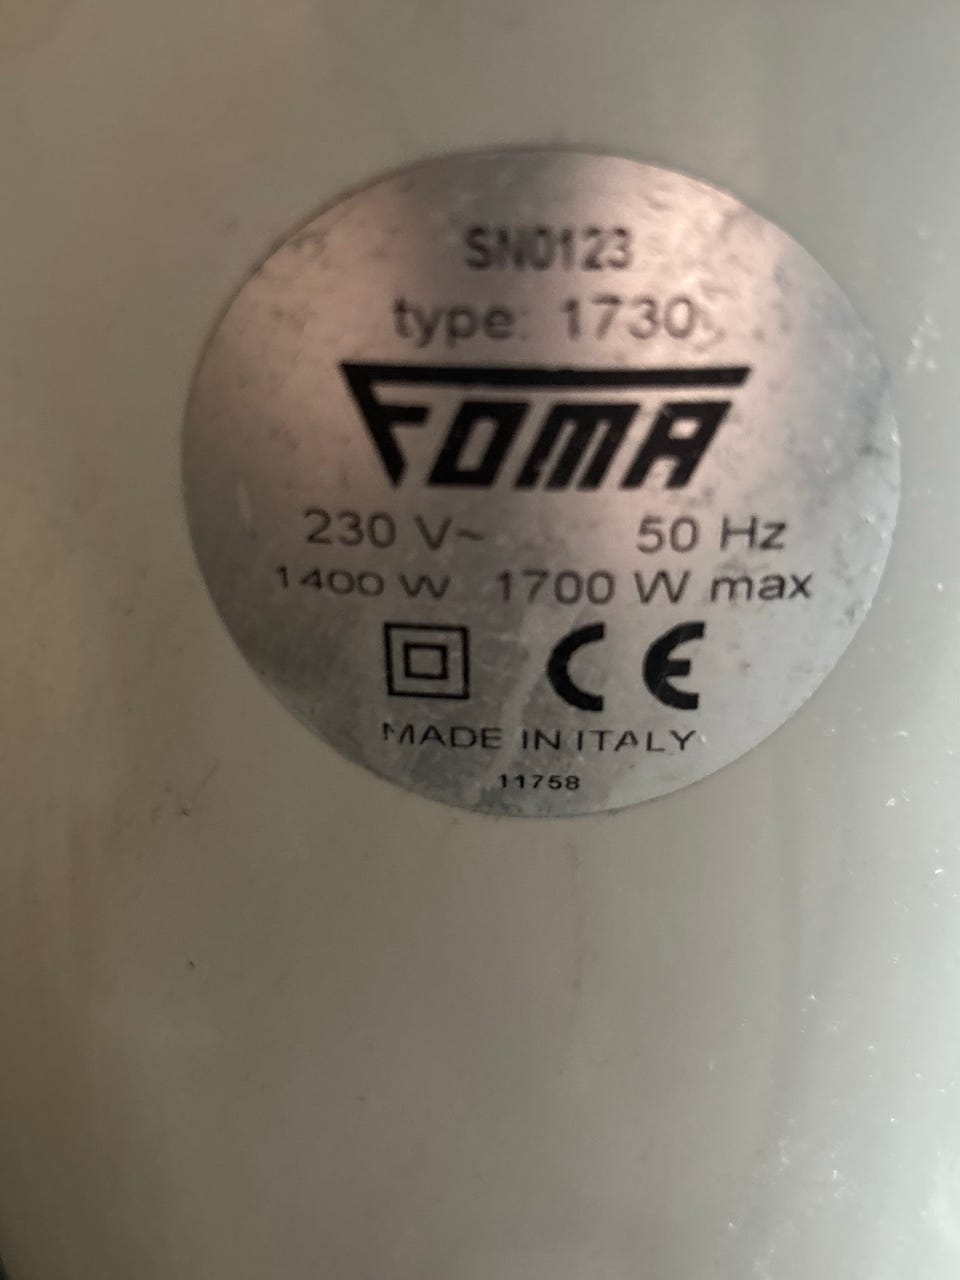 SN0123
type: 1730
FOMA
230 V~ 50 Hz
1400 W 1700 W max
CE
MADE IN ITALY
11758